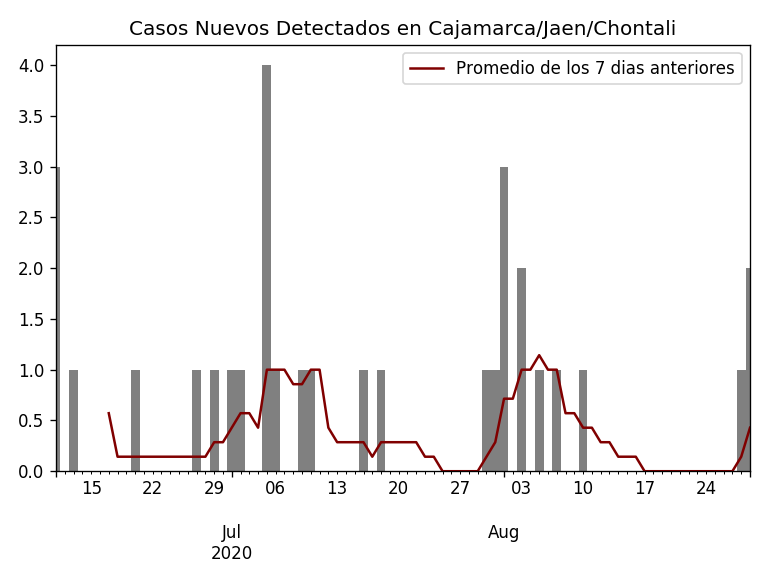 Casos Nuevos Detectados en Cajamarca/Jaen/Chontali
Promedio de los 7 dias anteriores
4.0
3.5
3.0
2.5
2.0
1.5
1.0
0.5
0.0
15 22 29 06 13 20 27 03 10 17 24
Jul Aug
2020